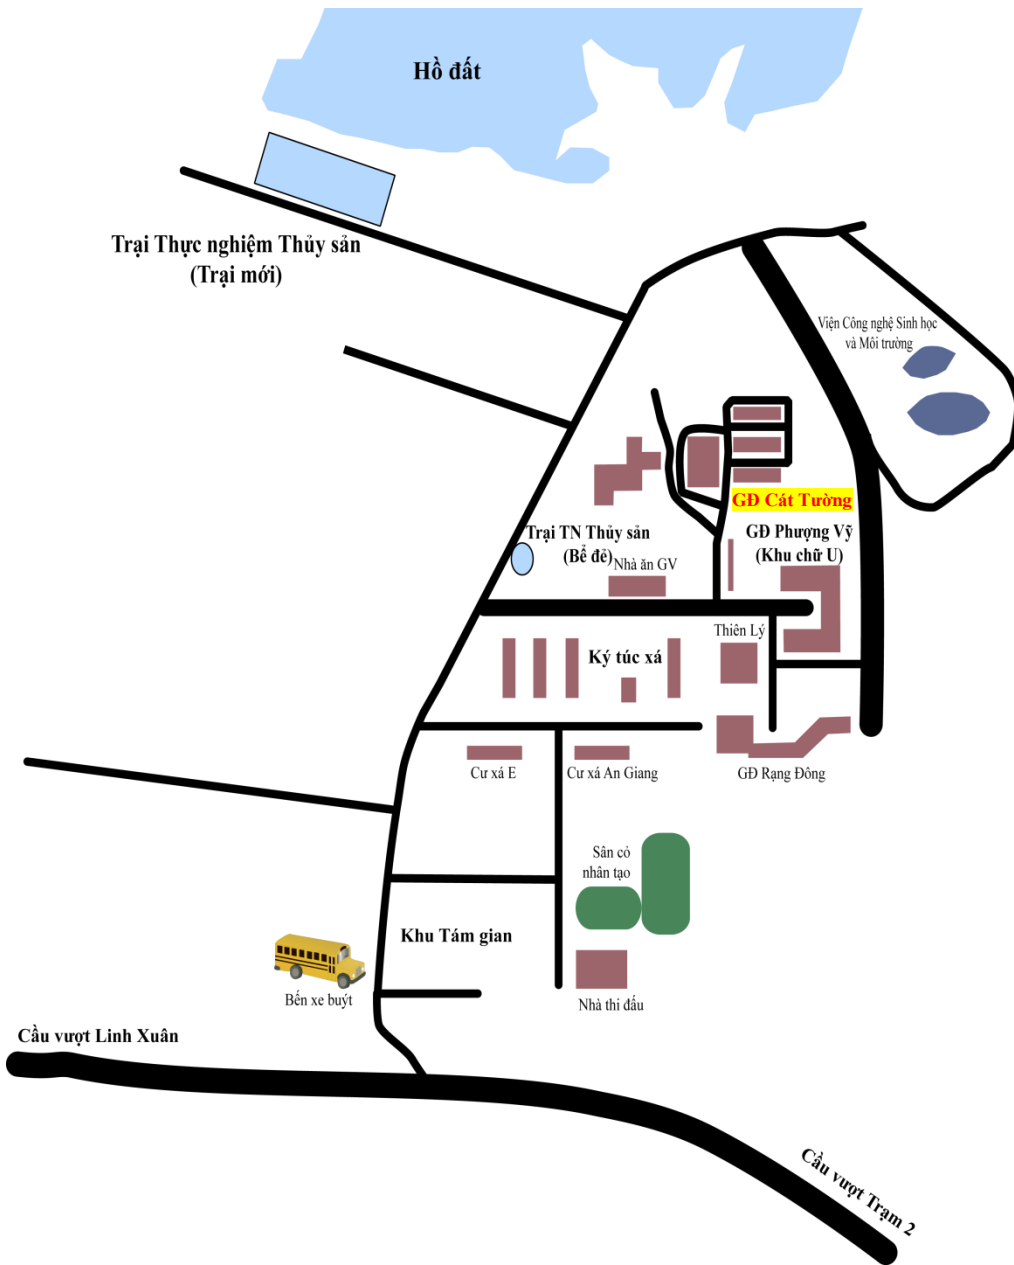 Hồ đất
Trại Thực nghiệm Thủy sản
(Trại mới)
Viện Công nghệ Sinh học
và Môi trường
GĐ Cát Tường
Trại TN Thủy sản
(Bể đẻ)
GĐ Phượng Vỹ
(Khu chữ U)
Nhà ăn GV
Thiên Lý
Ký túc xá
Cư xá E
Cư xá An Giang
GĐ Rạng Đông
Sân cỏ
nhân tạo
Khu Tám gian
Bến xe buýt
Nhà thi đấu
Cầu vượt Linh Xuân
Cầu vượt Trạm 2